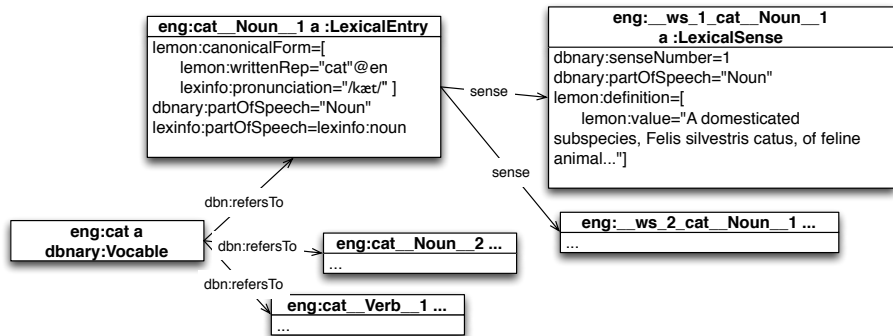 eng:cat__Noun__1 a :LexicalEntry
lemon:canonicalForm=[
lemon:writtenRep="cat"@en
lexinfo:pronunciation="/kæt/" ]
dbnary:partOfSpeech="Noun"
lexinfo:partOfSpeech=lexinfo:noun
eng:__ws_1_cat__Noun__1
a :LexicalSense
dbnary:senseNumber=1
dbnary:partOfSpeech="Noun"
lemon:definition=[
lemon:value="A domesticated
subspecies, Felis silvestris catus, of feline
animal..."]
sense
sense
dbn:refersTo
eng:cat a
dbnary:Vocable
dbn:refersTo
eng:cat__Noun__2 ...
...
eng:__ws_2_cat__Noun__1 ...
...
dbn:refersTo
eng:cat__Verb__1 ...
...